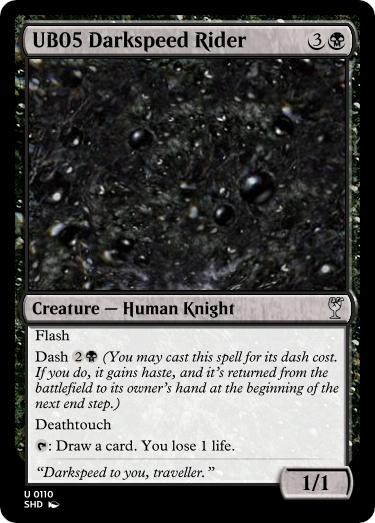 UB05 Darkspeed Rider 3
Creature — Human Knight
Flash
Dash 2 (You may cast this spell for its dash cost.
If you do, it gains haste, and it's returned from the
battlefield to its owner's hand at the beginning of the
next end step.)
Deathtouch
: Draw a card. You lose 1 life.
“Darkspeed to you, traveller.”
1/1
U 0110
SHD